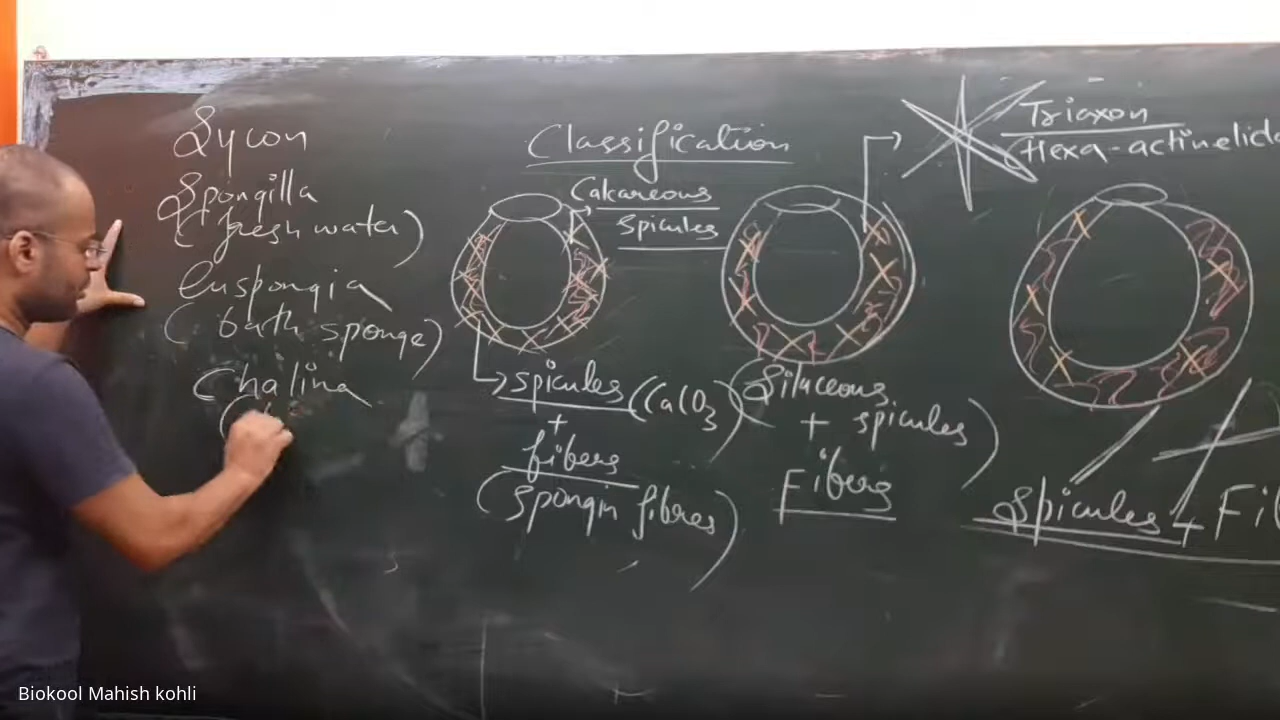 Sycon
Spongilla
(fresh water)
Euspongia
(bath sponge)
Chalina
Classification
Calcareous
Spicules
spicules (CaCO3)
+
fibers
(spongin fibres)
Triaxon
(Hexa-actinelida
(Siluceous
+ spicules)
Fibers
Spicules + Fi
Biokool Mahish kohli